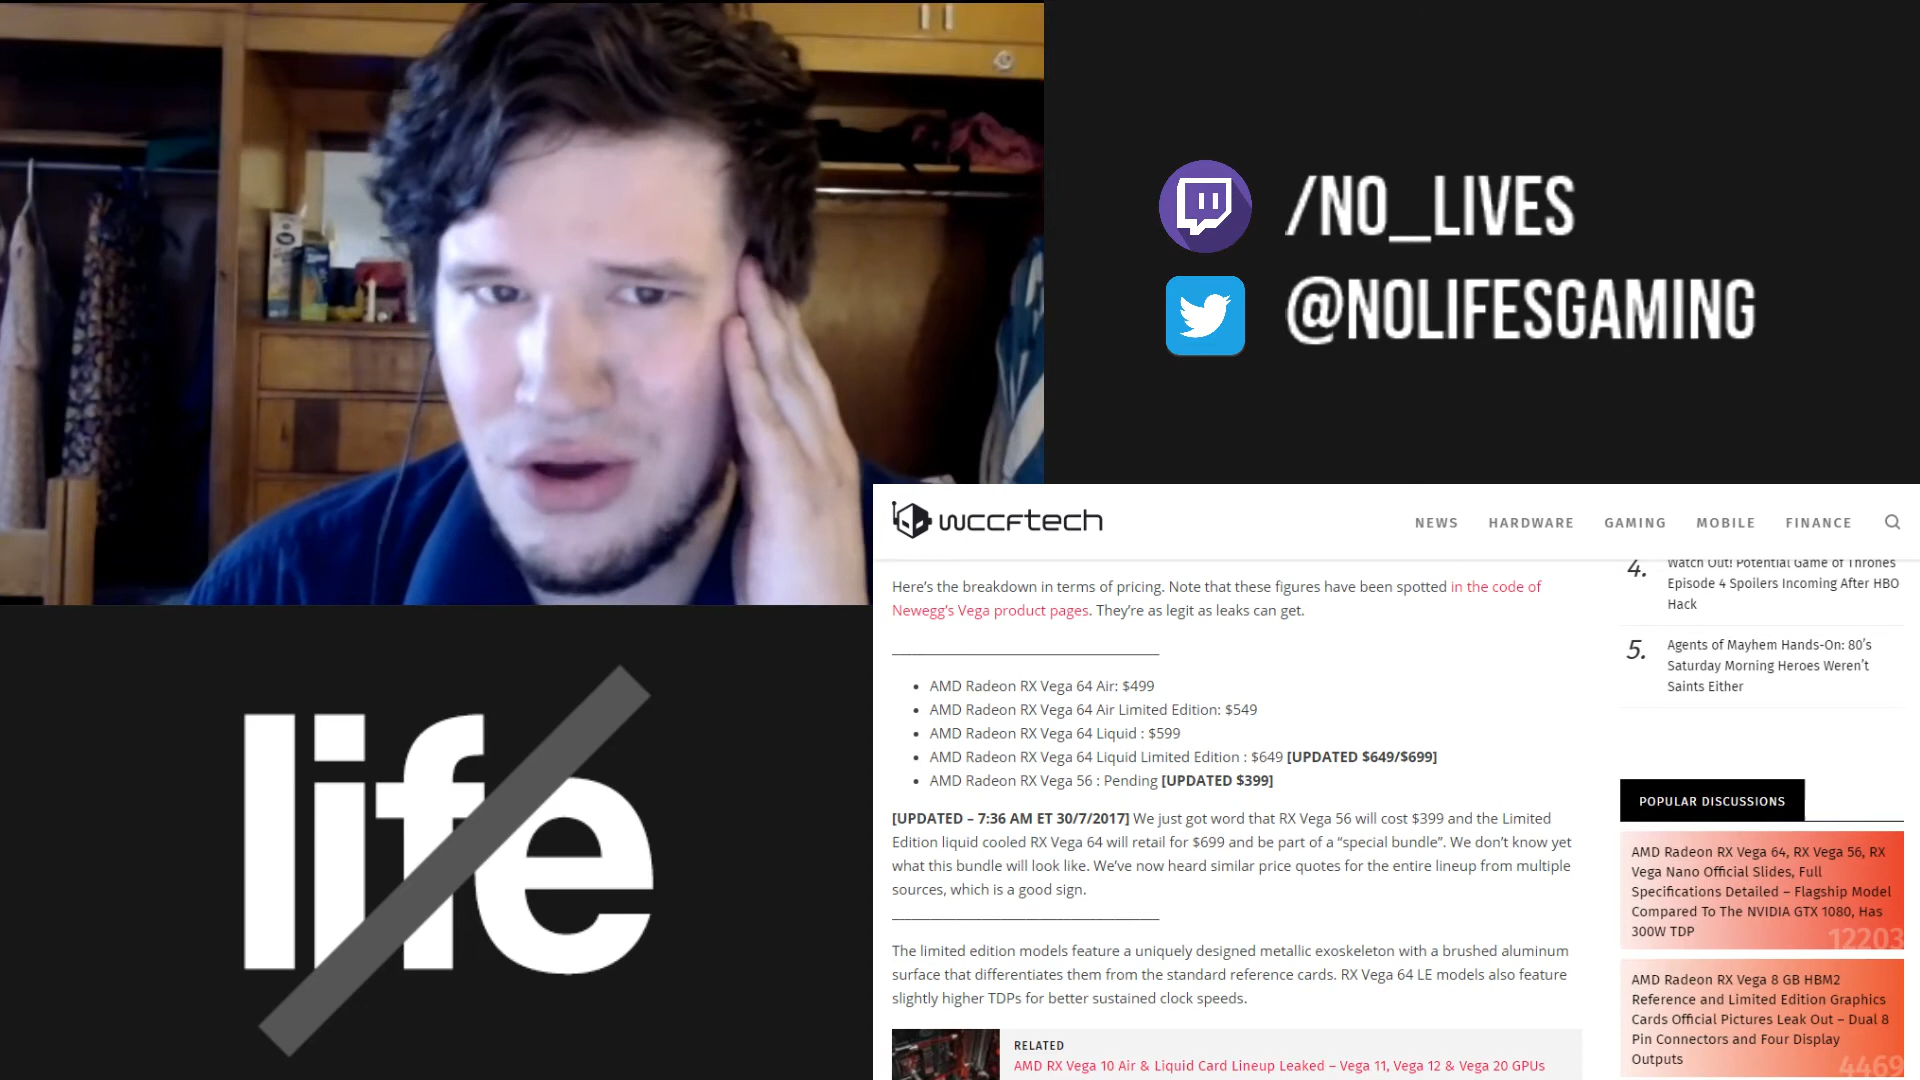 /NO_LIVES
@NOLIFESGAMING
life
wccftech
NEWS HARDWARE GAMING MOBILE FINANCE
Here’s the breakdown in terms of pricing. Note that these figures have been spotted in the code of
Newegg’s Vega product pages. They’re as legit as leaks can get.
AMD Radeon RX Vega 64 Air: $499
AMD Radeon RX Vega 64 Air Limited Edition: $549
AMD Radeon RX Vega 64 Liquid : $599
AMD Radeon RX Vega 64 Liquid Limited Edition : $649 [UPDATED $649/$699]
AMD Radeon RX Vega 56 : Pending [UPDATED $399]
[UPDATED – 7:36 AM ET 30/7/2017] We just got word that RX Vega 56 will cost $399 and the Limited
Edition liquid cooled RX Vega 64 will retail for $699 and be part of a “special bundle”. We don’t know yet
what this bundle will look like. We’ve now heard similar price quotes for the entire lineup from multiple
sources, which is a good sign.
The limited edition models feature a uniquely designed metallic exoskeleton with a brushed aluminum
surface that differentiates them from the standard reference cards. RX Vega 64 LE models also feature
slightly higher TDPs for better sustained clock speeds.
RELATED
AMD RX Vega 10 Air & Liquid Card Lineup Leaked – Vega 11, Vega 12 & Vega 20 GPUs
4. Watch Out! Potential Game of Thrones
Episode 4 Spoilers Incoming After HBO
Hack
5. Agents of Mayhem Hands-On: 80’s
Saturday Morning Heroes Weren’t
Saints Either
POPULAR DISCUSSIONS
AMD Radeon RX Vega 64, RX Vega 56, RX
Vega Nano Official Slides, Full
Specifications Detailed – Flagship Model
Compared To The NVIDIA GTX 1080, Has
300W TDP
12203
AMD Radeon RX Vega 8 GB HBM2
Reference and Limited Edition Graphics
Cards Official Pictures Leak Out – Dual 8
Pin Connectors and Four Display
Outputs
4469